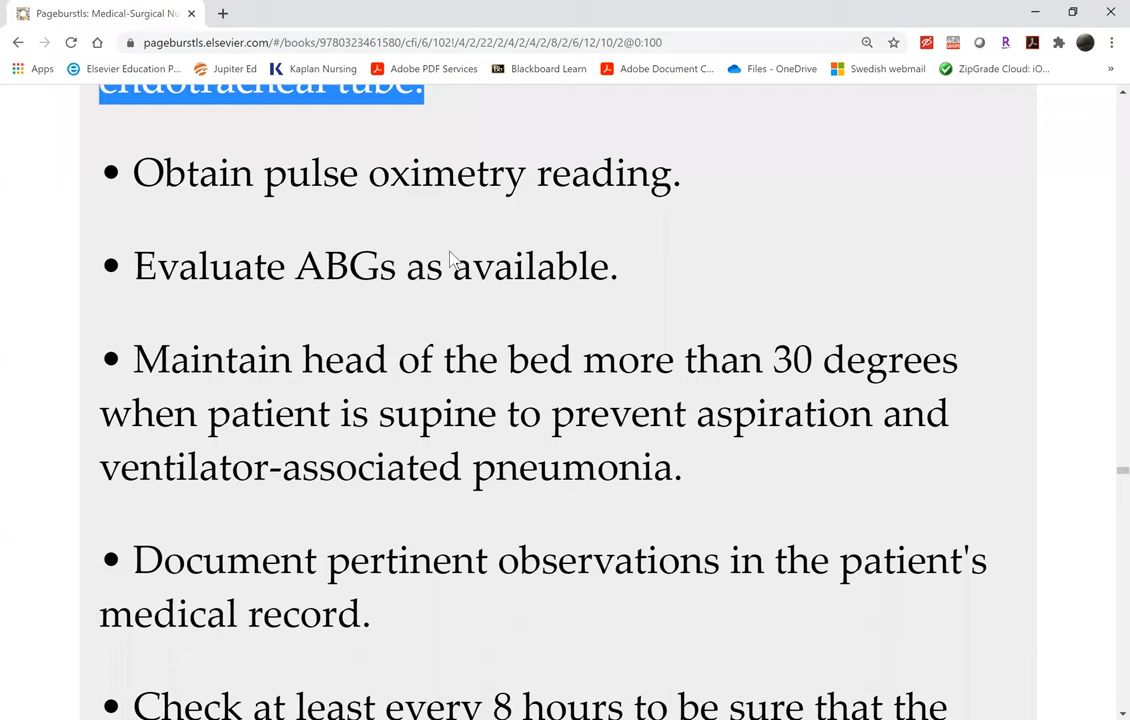 Pageburstls: Medical-Surgical Nu
pageburstls.elsevier.com/#/books/9780323461580/cfi/6/102!/4/2/22/2/4/2/4/2/8/2/6/12/10/2@0:100
Apps Elsevier Education P... Jupiter Ed Kaplan Nursing Adobe PDF Services Blackboard Learn Adobe Document C... Files - OneDrive Swedish webmail ZipGrade Cloud: iO... »
endotracheal tube.
• Obtain pulse oximetry reading.
• Evaluate ABGs as available.
• Maintain head of the bed more than 30 degrees
when patient is supine to prevent aspiration and
ventilator-associated pneumonia.
• Document pertinent observations in the patient's
medical record.
• Check at least every 8 hours to be sure that the